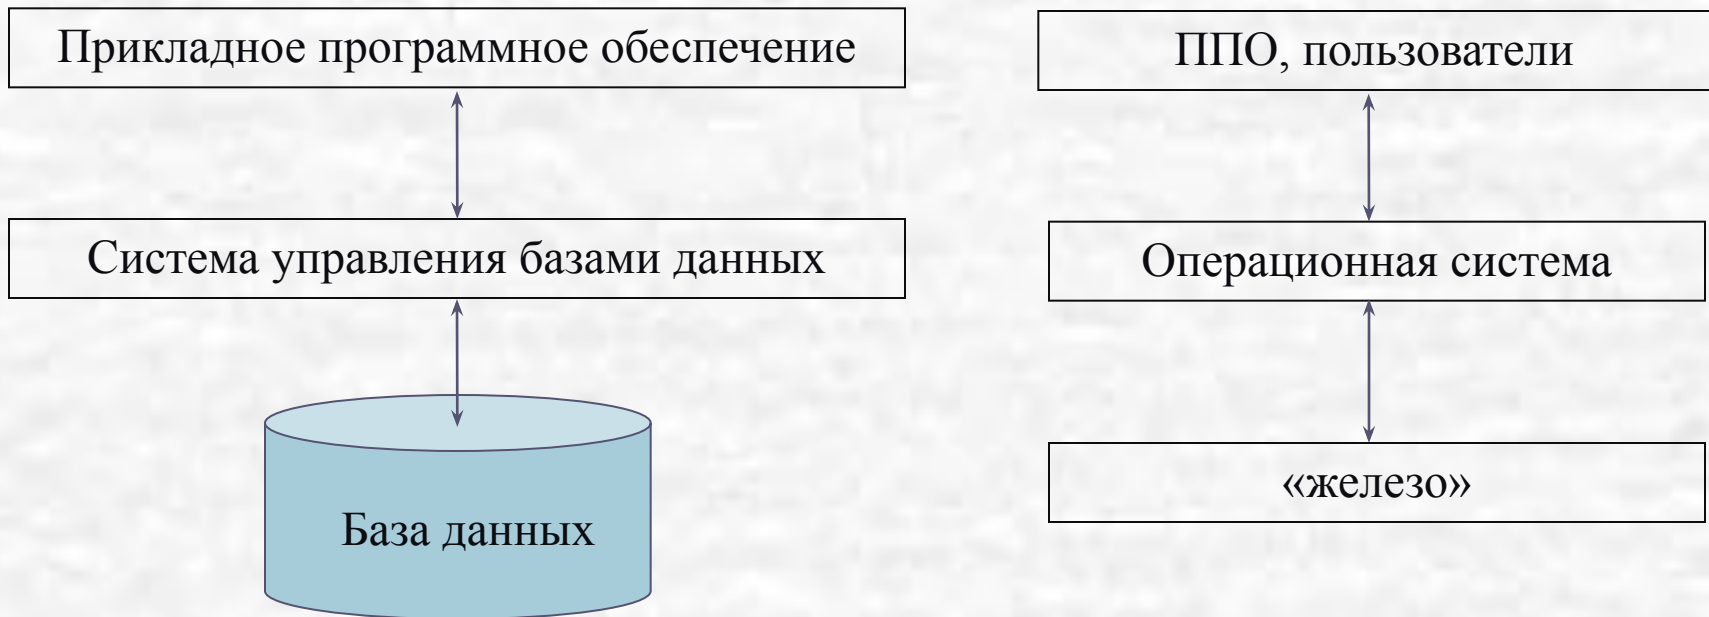 Прикладное программное обеспечение
Система управления базами данных
База данных
ППО, пользователи
Операционная система
«железо»